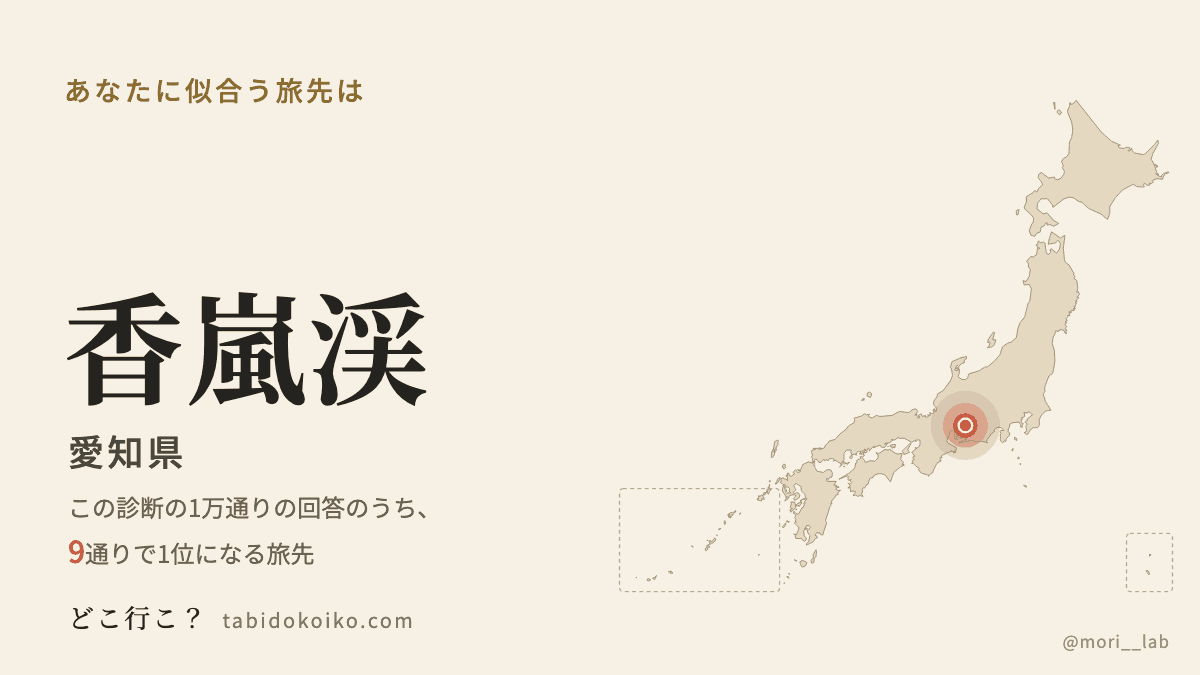 あなたに似合う旅先は
香嵐渓
愛知県
この診断の1万通りの回答のうち、
9通りで1位になる旅先
どこ行こ？ tabidokoiko.com
@mori__lab